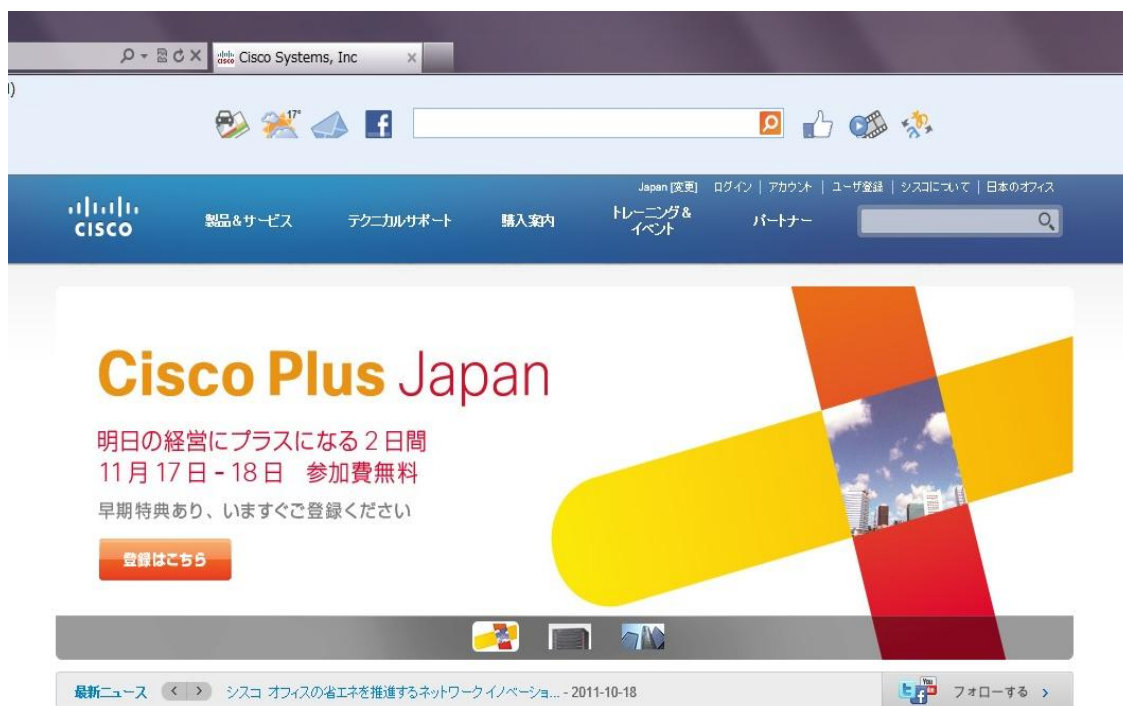 Cisco Systems, Inc
17°
Japan [変更] ログイン | アカウント | ユーザ登録 | シスコについて | 日本のオフィス
CISCO
製品&サービス テクニカルサポート 購入案内 トレーニング& パートナー
イベント
Cisco Plus Japan
明日の経営にプラスになる2日間
11月17日-18日 参加費無料
早期特典あり、いますぐご登録ください
登録はこちら
最新ニュース シスコ オフィスの省エネを推進するネットワークイノベーショ... - 2011-10-18 フォローする